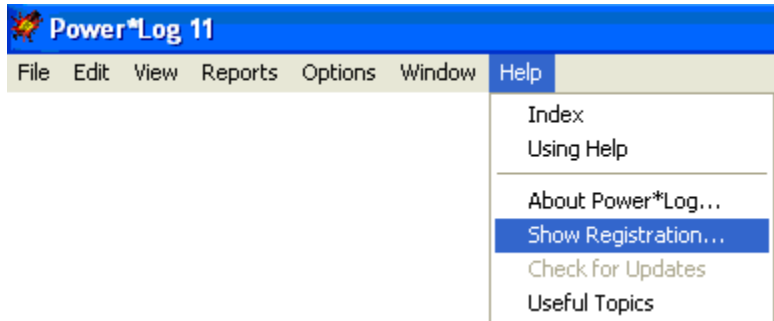 Power*Log 11
File Edit View Reports Options Window Help
Index
Using Help
About Power*Log...
Show Registration...
Check for Updates
Useful Topics